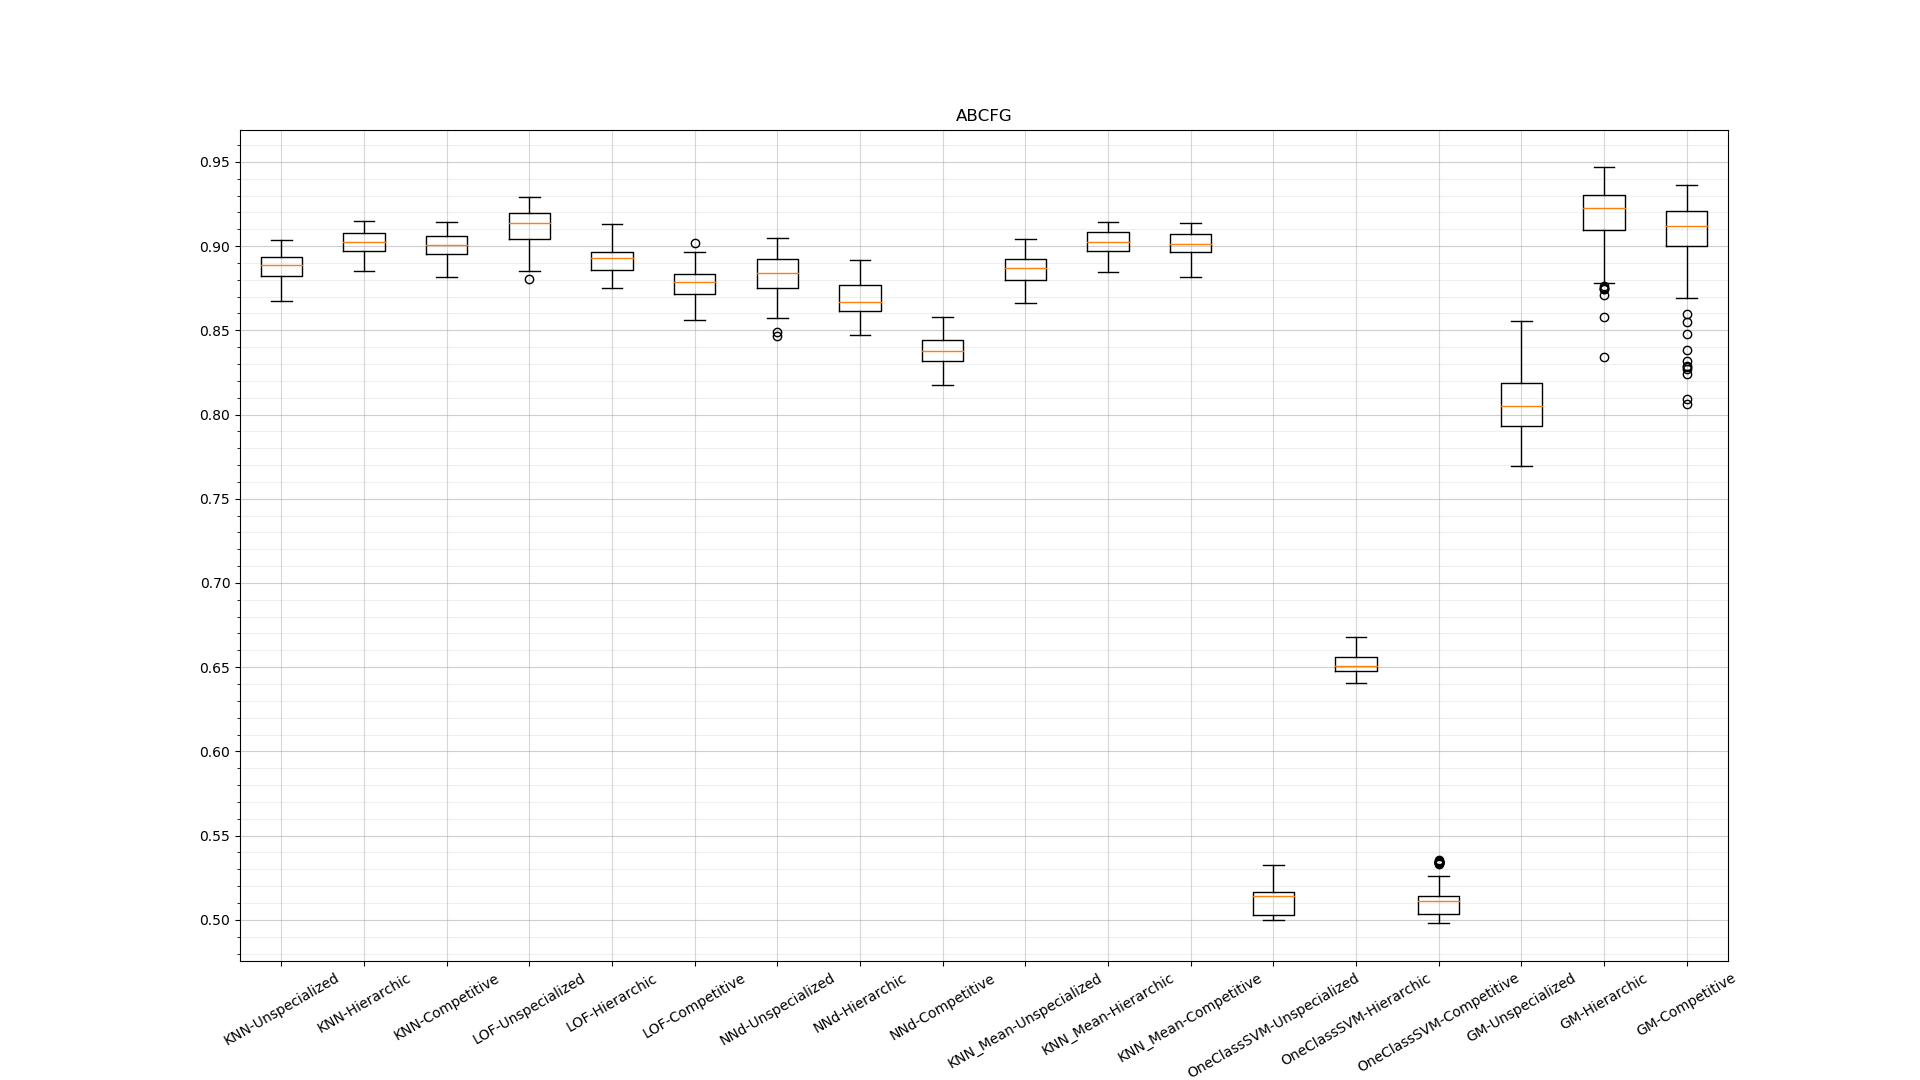 ABCFG
0.95
0.90
0.85
0.80
0.75
0.70
0.65
0.60
0.55
0.50
KNN-Unspecialized
KNN-Hierarchic
KNN-Competitive
LOF-Unspecialized
LOF-Hierarchic
LOF-Competitive
NNd-Unspecialized
NNd-Hierarchic
NNd-Competitive
KNN_Mean-Unspecialized
KNN_Mean-Hierarchic
KNN_Mean-Competitive
OneClassSVM-Unspecialized
OneClassSVM-Hierarchic
OneClassSVM-Competitive
GM-Unspecialized
GM-Hierarchic
GM-Competitive